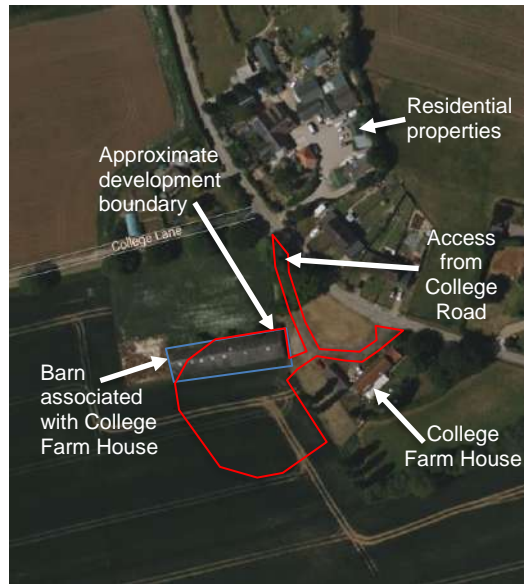 Residential
properties
Approximate
development
boundary
College Lane
Access
from
College
Road
Barn
associated
with College
Farm House
College
Farm House